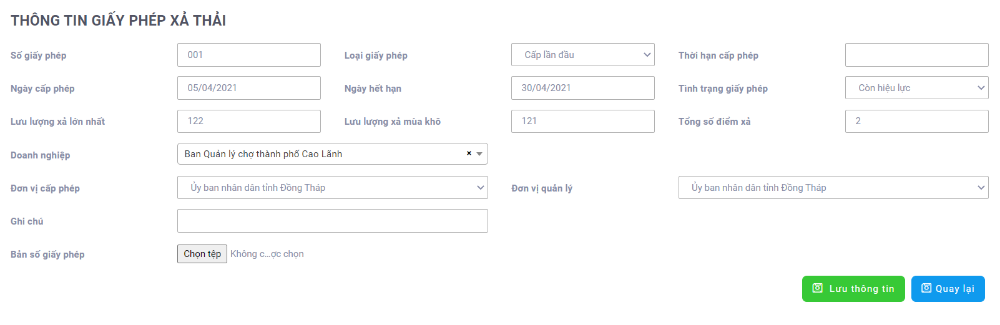 THÔNG TIN GIẤY PHÉP XẢ THẢI
Số giấy phép 001 Loại giấy phép Cấp lần đầu Thời hạn cấp phép
Ngày cấp phép 05/04/2021 Ngày hết hạn 30/04/2021 Tình trạng giấy phép Còn hiệu lực
Lưu lượng xả lớn nhất 122 Lưu lượng xả mùa khô 121 Tổng số điểm xả 2
Doanh nghiệp Ban Quản lý chợ thành phố Cao Lãnh ×
Đơn vị cấp phép Ủy ban nhân dân tỉnh Đồng Tháp Đơn vị quản lý Ủy ban nhân dân tỉnh Đồng Tháp
Ghi chú
Bản số giấy phép Chọn tệp Không c...ợc chọn
Lưu thông tin Quay lại